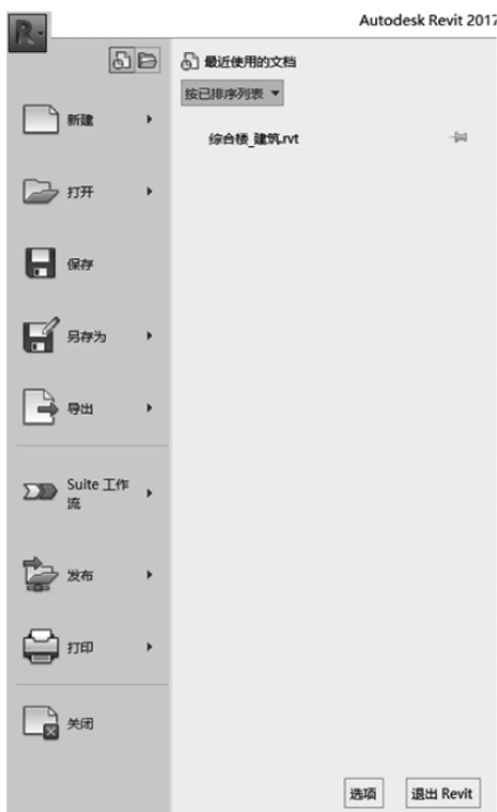 Autodesk Revit 2017
R
最近使用的文档
按已排序列表
综合楼_建筑.rvt
新建
打开
保存
另存为
导出
Suite 工作
流
发布
打印
关闭
选项
退出 Revit